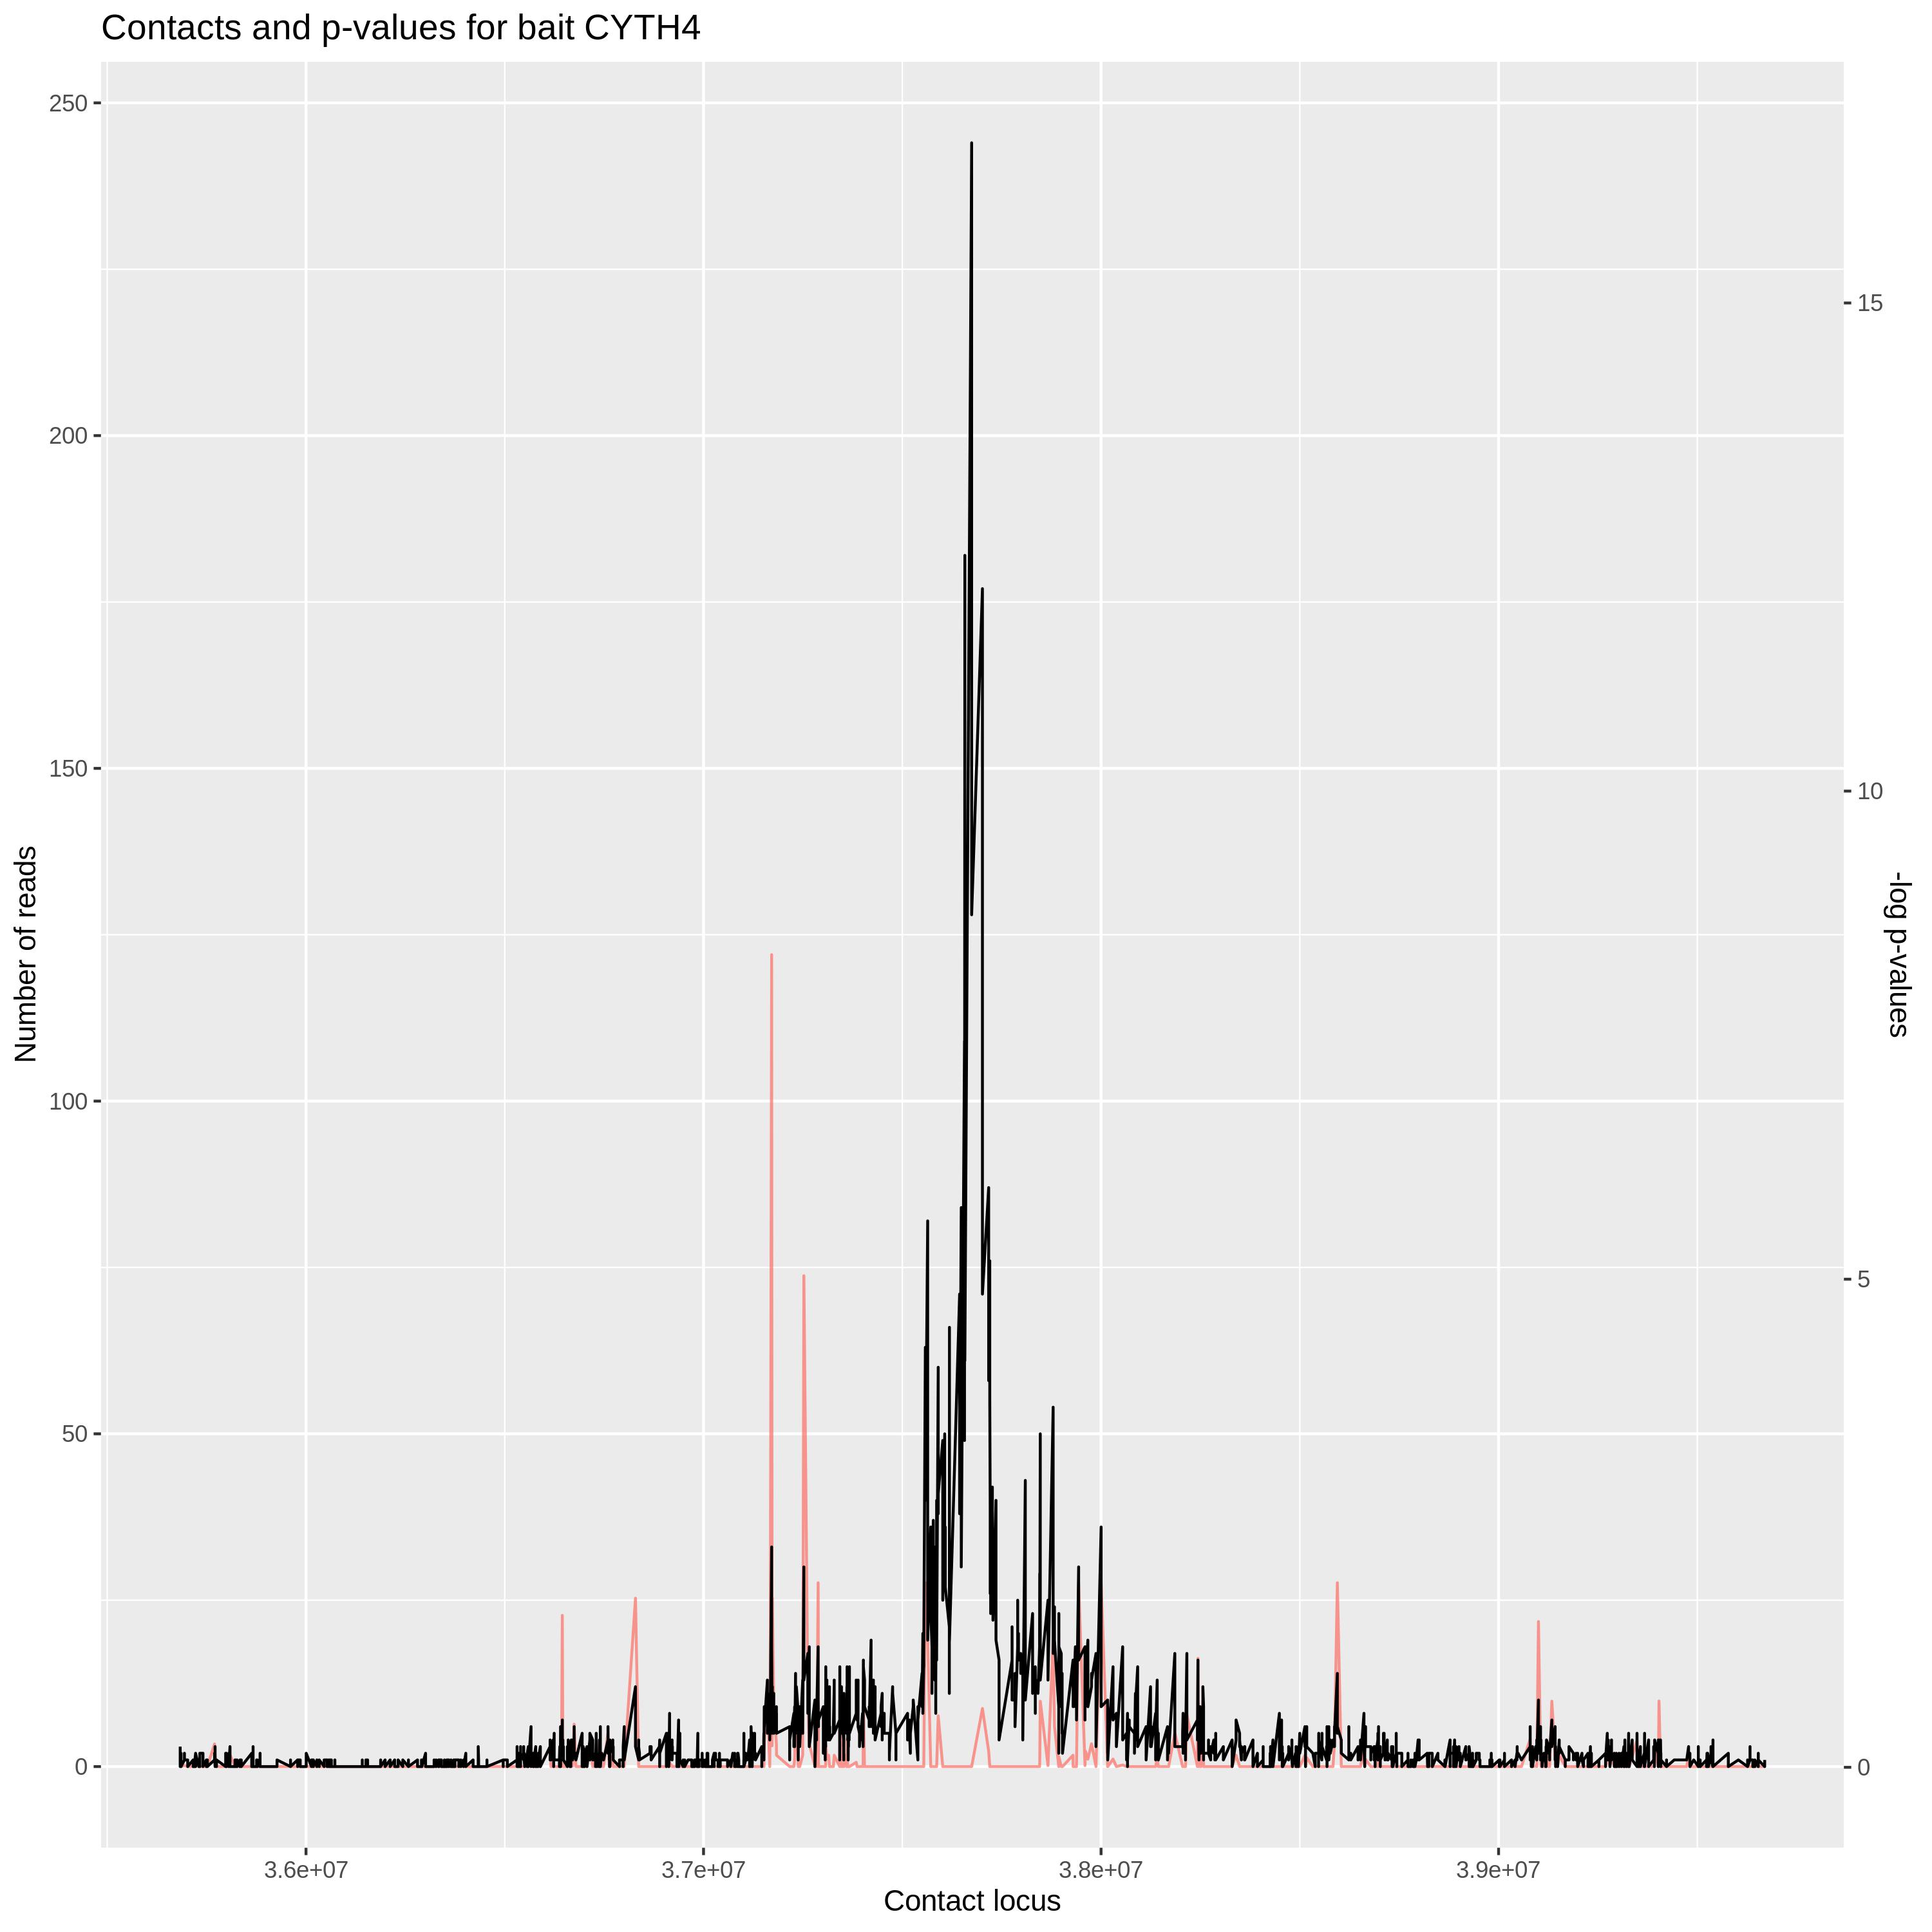 Contacts and p-values for bait CYTH4
250
200
150
100
50
0
Number of reads
15
10
5
0
-log p-values
3.6e+07
3.7e+07
3.8e+07
3.9e+07
Contact locus